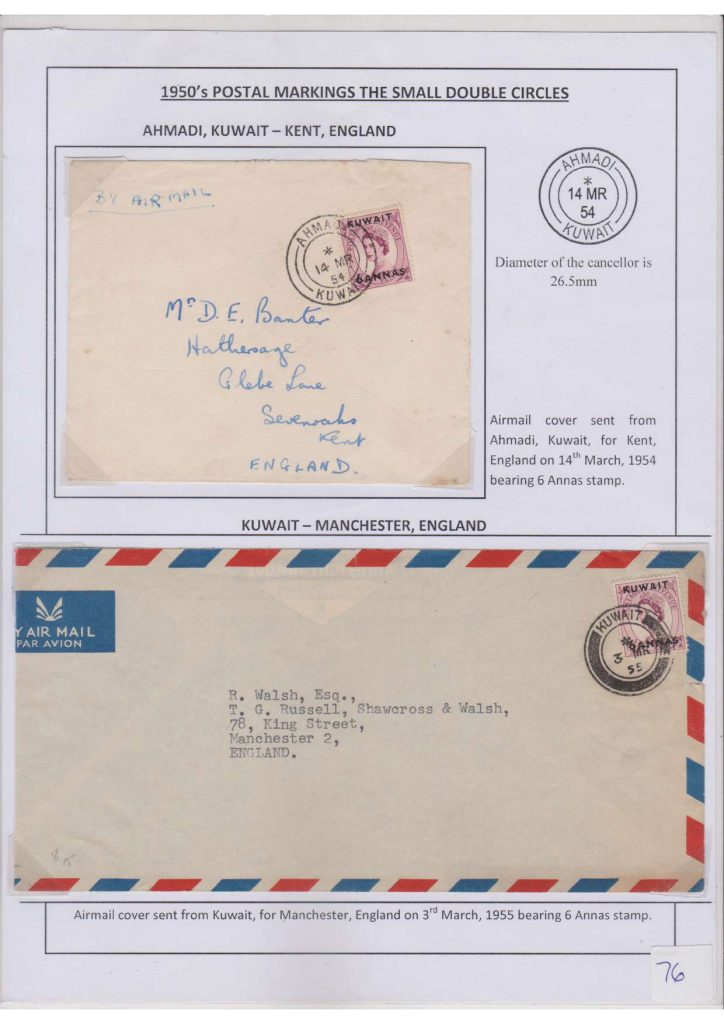 1950's POSTAL MARKINGS THE SMALL DOUBLE CIRCLES
AHMADI, KUWAIT – KENT, ENGLAND
BY AIR MAIL
KUWAIT
6 ANNAS
AHMADI
*
14 MR
54
KUWAIT
Mr D. E. Banter
Hathersage
Glebe Lane
Sevenoaks
Kent
ENGLAND.
AHMADI
*
14 MR
54
KUWAIT
Diameter of the cancellor is
26.5mm
Airmail cover sent from
Ahmadi, Kuwait, for Kent,
England on 14th March, 1954
bearing 6 Annas stamp.
KUWAIT – MANCHESTER, ENGLAND
Y AIR MAIL
PAR AVION
KUWAIT
6 ANNAS
KUWAIT
*
3 MR
55
R. Walsh, Esq.,
T. G. Russell, Shawcross & Walsh,
78, King Street,
Manchester 2,
ENGLAND.
Airmail cover sent from Kuwait, for Manchester, England on 3rd March, 1955 bearing 6 Annas stamp.
76